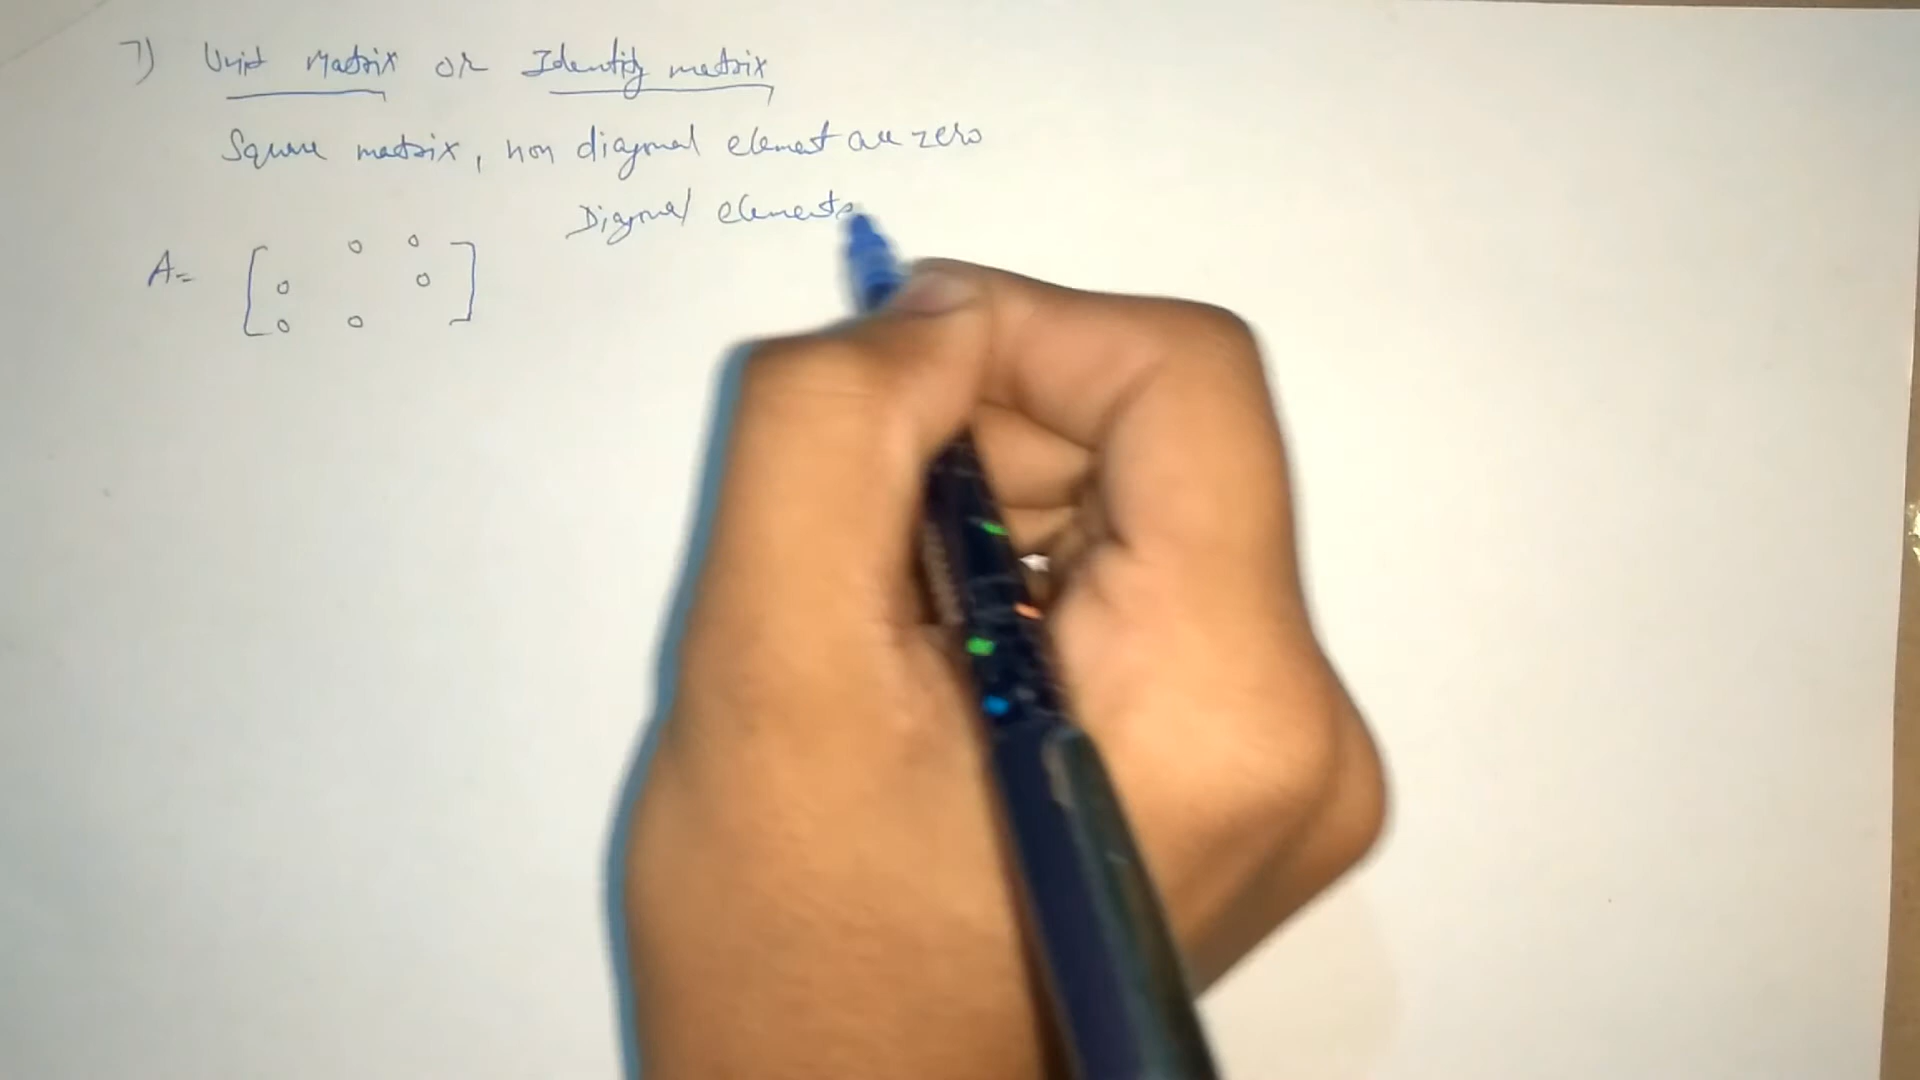 7) Unit Matrix or Identity matrix
Square matrix, non diagonal element are zero
Diagonal elements
A= [ 0 0 ]
0 0
0 0